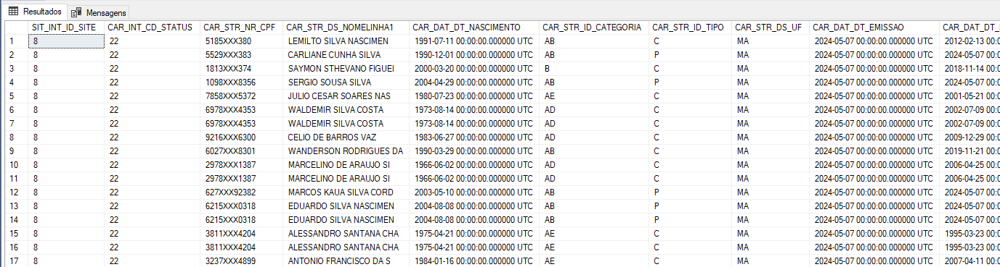 Resultados Mensagens
SIT_INT_ID_SITE CAR_INT_CD_STATUS CAR_STR_NR_CPF CAR_STR_DS_NOMELINHA1 CAR_DAT_DT_NASCIMENTO CAR_STR_ID_CATEGORIA CAR_STR_ID_TIPO CAR_STR_DS_UF CAR_DAT_DT_EMISSAO CAR_DAT_DT_
1 8 22 5185XXX380 LEMILTO SILVA NASCIMEN 1991-07-11 00:00:00.000000 UTC AB C MA 2024-05-07 00:00:00.000000 UTC 2012-02-13 00:00:0
2 8 22 5529XXX383 CARLIANE CUNHA SILVA 1990-12-01 00:00:00.000000 UTC AB P MA 2024-05-07 00:00:00.000000 UTC 2024-05-07 00:00:0
3 8 22 1813XXX374 SAYMON STHEVANO FIGUEI 2000-03-20 00:00:00.000000 UTC B C MA 2024-05-07 00:00:00.000000 UTC 2018-11-14 00:00:0
4 8 22 1098XXX8356 SERGIO SOUSA SILVA 2004-04-29 00:00:00.000000 UTC AB P MA 2024-05-07 00:00:00.000000 UTC 2024-05-07 00:00:0
5 8 22 7858XXX5372 JULIO CESAR SOARES NAS 1980-07-23 00:00:00.000000 UTC AE C MA 2024-05-07 00:00:00.000000 UTC 2001-05-21 00:00:0
6 8 22 6978XXX4353 WALDEMIR SILVA COSTA 1973-08-14 00:00:00.000000 UTC AD C MA 2024-05-07 00:00:00.000000 UTC 2002-07-09 00:00:0
7 8 22 6978XXX4353 WALDEMIR SILVA COSTA 1973-08-14 00:00:00.000000 UTC AD C MA 2024-05-07 00:00:00.000000 UTC 2002-07-09 00:00:0
8 8 22 9216XXX6300 CELIO DE BARROS VAZ 1983-06-27 00:00:00.000000 UTC AD C MA 2024-05-07 00:00:00.000000 UTC 2009-12-29 00:00:0
9 8 22 6027XXX8301 WANDERSON RODRIGUES DA 1990-03-29 00:00:00.000000 UTC AB C MA 2024-05-07 00:00:00.000000 UTC 2019-11-21 00:00:0
10 8 22 2978XXX1387 MARCELINO DE ARAUJO SI 1966-06-02 00:00:00.000000 UTC AD C MA 2024-05-07 00:00:00.000000 UTC 2006-04-25 00:00:0
11 8 22 2978XXX1387 MARCELINO DE ARAUJO SI 1966-06-02 00:00:00.000000 UTC AD C MA 2024-05-07 00:00:00.000000 UTC 2006-04-25 00:00:0
12 8 22 627XXX92382 MARCOS KAUA SILVA CORD 2003-05-10 00:00:00.000000 UTC AB P MA 2024-05-07 00:00:00.000000 UTC 2024-05-07 00:00:0
13 8 22 6215XXX0318 EDUARDO SILVA NASCIMEN 2004-08-08 00:00:00.000000 UTC AB P MA 2024-05-07 00:00:00.000000 UTC 2024-05-07 00:00:0
14 8 22 6215XXX0318 EDUARDO SILVA NASCIMEN 2004-08-08 00:00:00.000000 UTC AB P MA 2024-05-07 00:00:00.000000 UTC 2024-05-07 00:00:0
15 8 22 3811XXX4204 ALESSANDRO SANTANA CHA 1975-04-21 00:00:00.000000 UTC AE C MA 2024-05-07 00:00:00.000000 UTC 1995-03-23 00:00:0
16 8 22 3811XXX4204 ALESSANDRO SANTANA CHA 1975-04-21 00:00:00.000000 UTC AE C MA 2024-05-07 00:00:00.000000 UTC 1995-03-23 00:00:0
17 8 22 3237XXX4899 ANTONIO FRANCISCO DA S 1984-01-16 00:00:00.000000 UTC AE C MA 2024-05-07 00:00:00.000000 UTC 2007-04-11 00:00:0